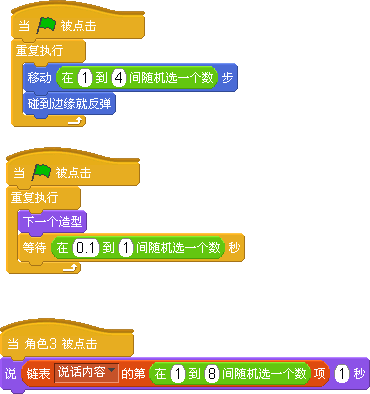 当 被点击
重复执行
移动 在 1 到 4 间随机选一个数 步
碰到边缘就反弹
当 被点击
重复执行
下一个造型
等待 在 0.1 到 1 间随机选一个数 秒
当 角色3 被点击
说 链表 说话内容 的第 在 1 到 8 间随机选一个数 项 1 秒